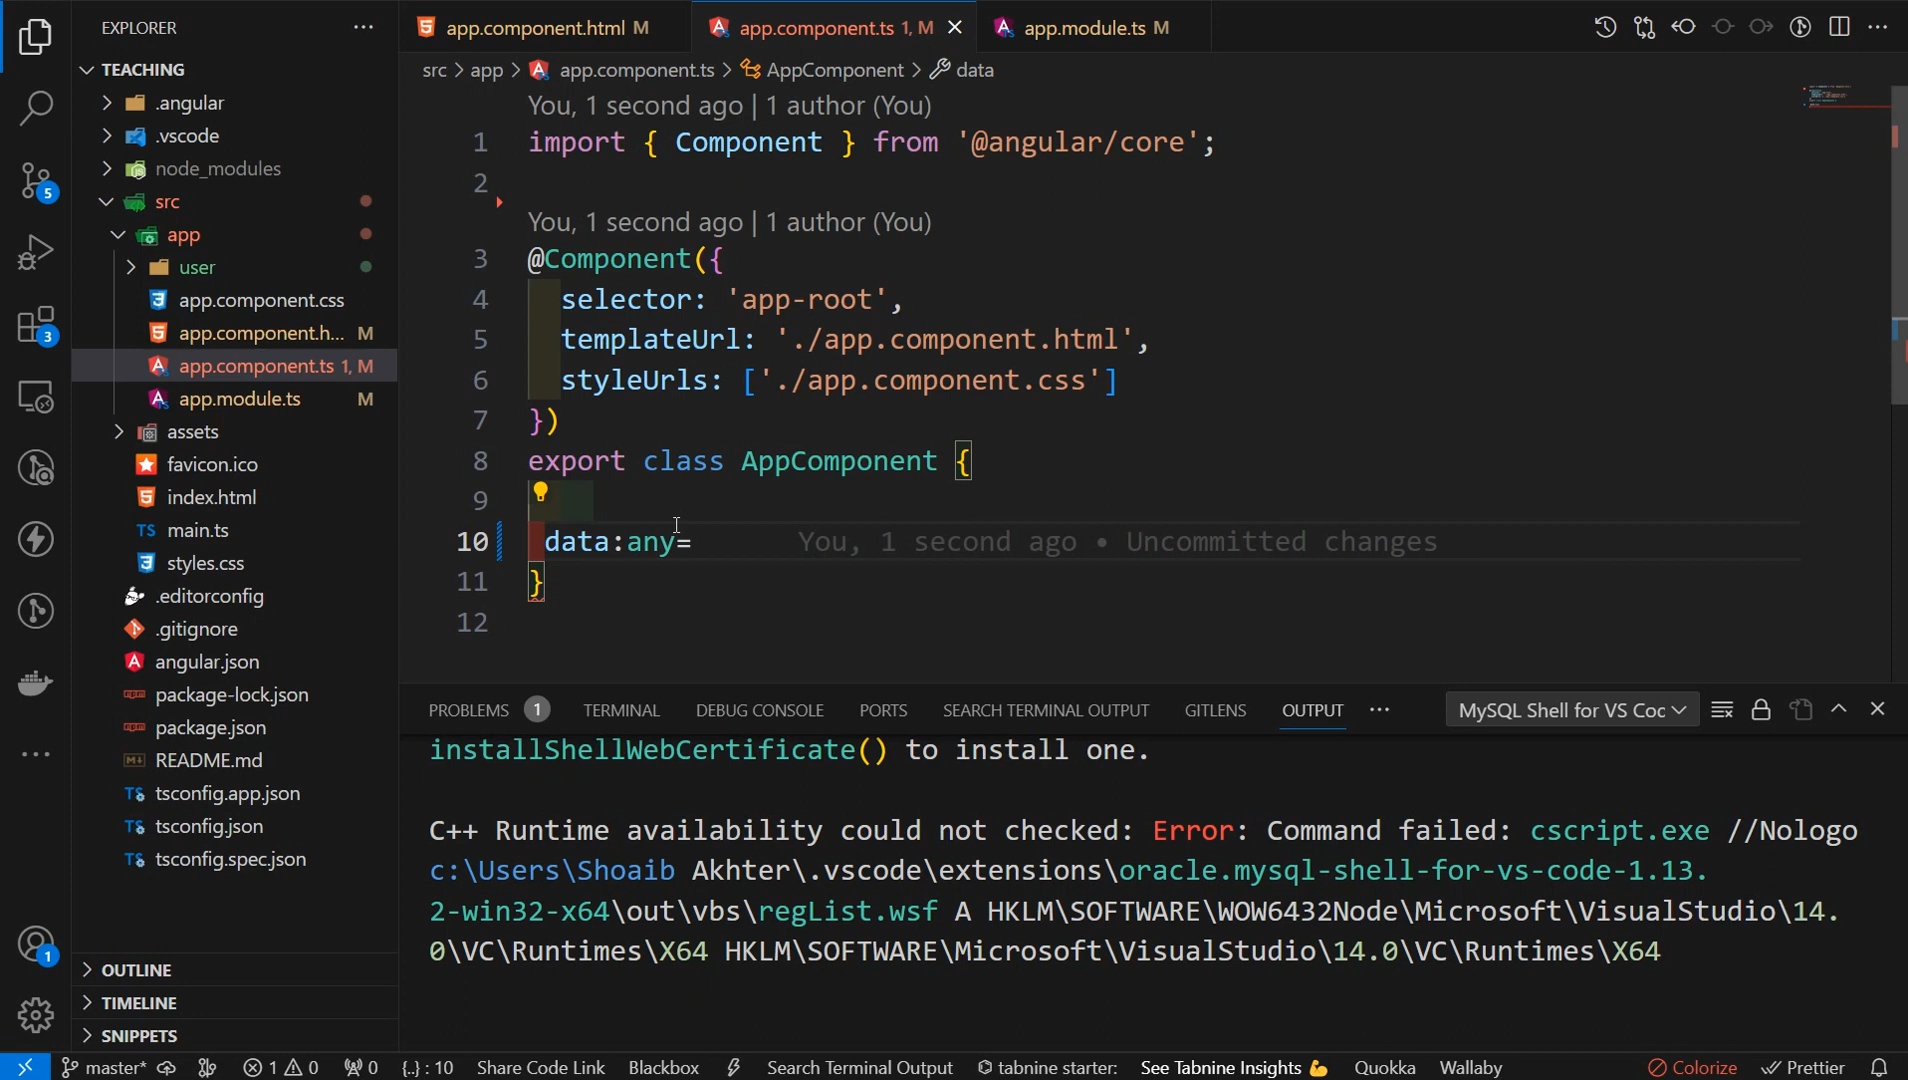 EXPLORER
TEACHING
.angular
.vscode
node_modules
src
app
user
app.component.css
app.component.h... M
app.component.ts 1, M
app.module.ts M
assets
favicon.ico
index.html
main.ts
styles.css
.editorconfig
.gitignore
angular.json
package-lock.json
package.json
README.md
tsconfig.app.json
tsconfig.json
tsconfig.spec.json
OUTLINE
TIMELINE
SNIPPETS
5
3
1
app.component.html M
app.component.ts 1, M
app.module.ts M
src > app > app.component.ts > AppComponent > data
You, 1 second ago | 1 author (You)
1 import { Component } from '@angular/core';
2
You, 1 second ago | 1 author (You)
3 @Component({
4 selector: 'app-root',
5 templateUrl: './app.component.html',
6 styleUrls: ['./app.component.css']
7 })
8 export class AppComponent {
9
10 data:any= You, 1 second ago • Uncommitted changes
11 }
12
PROBLEMS 1 TERMINAL DEBUG CONSOLE PORTS SEARCH TERMINAL OUTPUT GITLENS OUTPUT ··· MySQL Shell for VS Coc
installShellWebCertificate() to install one.
C++ Runtime availability could not checked: Error: Command failed: cscript.exe //Nologo
c:\Users\Shoaib Akhter\.vscode\extensions\oracle.mysql-shell-for-vs-code-1.13.
2-win32-x64\out\vbs\regList.wsf A HKLM\SOFTWARE\WOW6432Node\Microsoft\VisualStudio\14.
0\VC\Runtimes\X64 HKLM\SOFTWARE\Microsoft\VisualStudio\14.0\VC\Runtimes\X64
master* 1 0 0 {..} : 10 Share Code Link Blackbox Search Terminal Output tabnine starter: See Tabnine Insights Quokka Wallaby Colorize Prettier